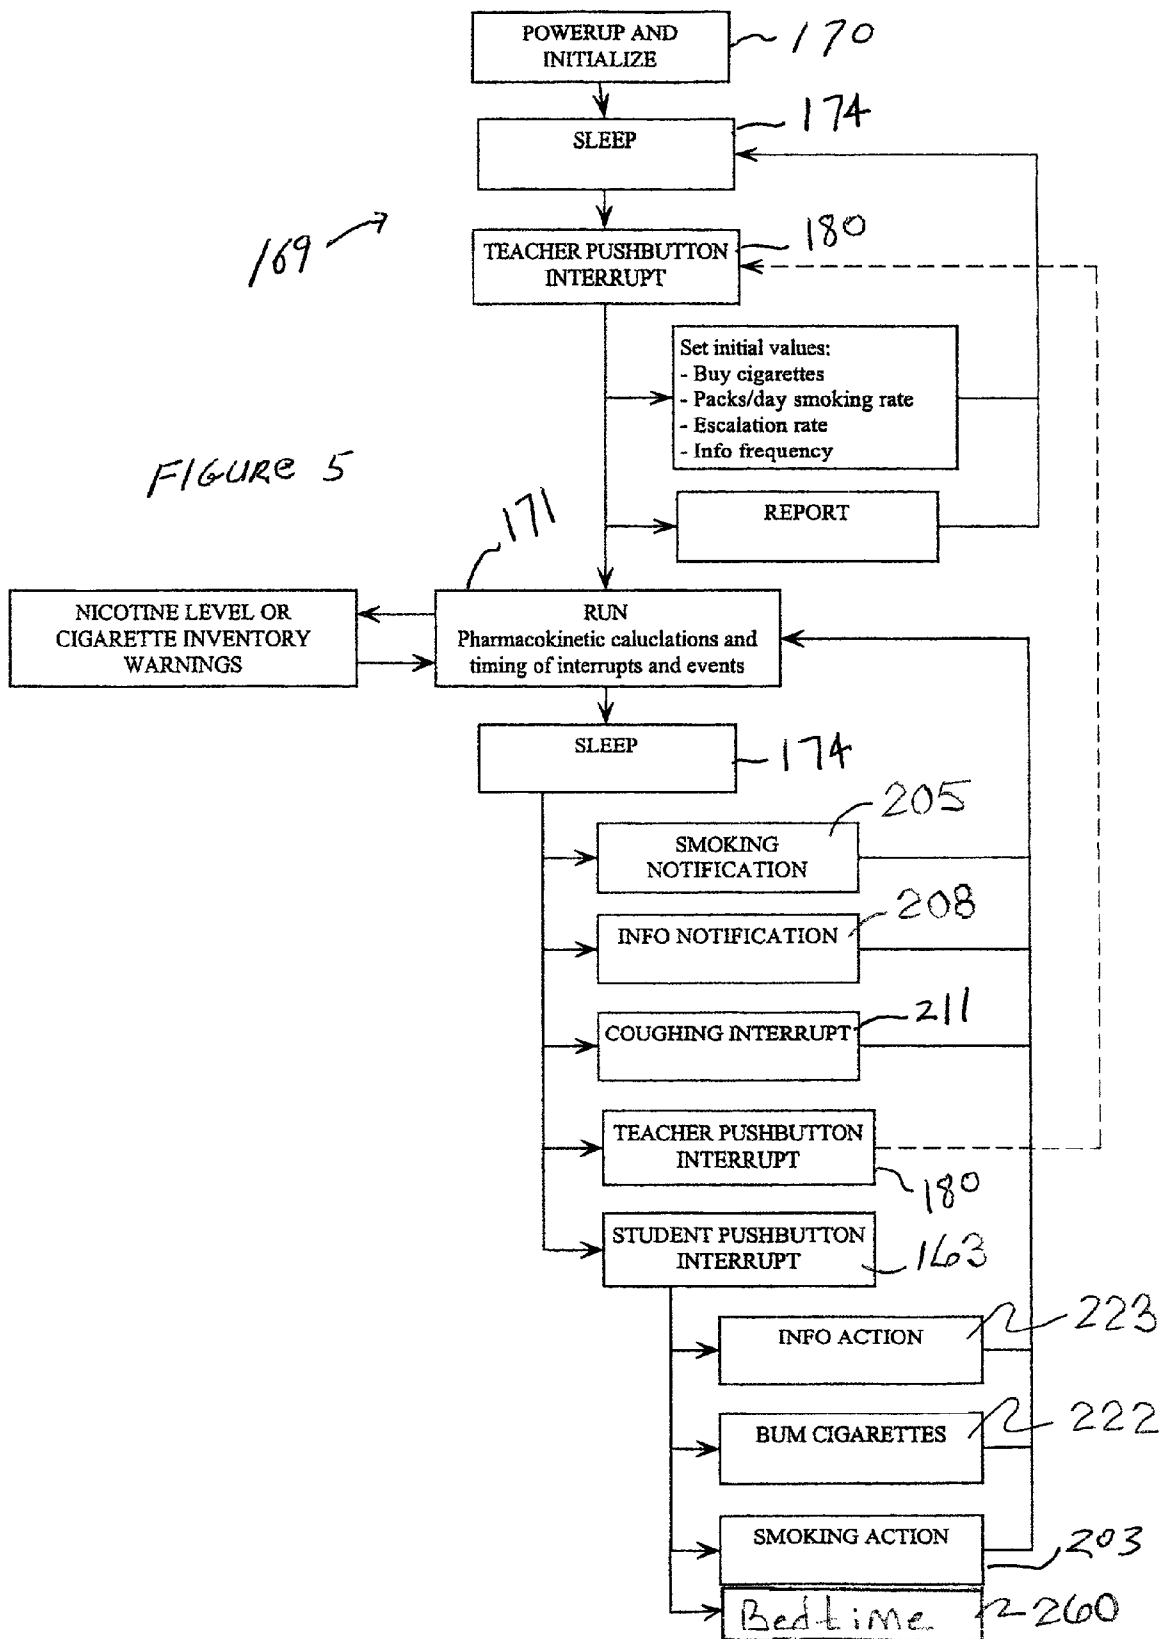 POWERUP AND
INITIALIZE
170
SLEEP
174
169
TEACHER PUSHBUTTON
INTERRUPT
180
Set initial values:
- Buy cigarettes
- Packs/day smoking rate
- Escalation rate
- Info frequency
FIGURE 5
REPORT
171
NICOTINE LEVEL OR
CIGARETTE INVENTORY
WARNINGS
RUN
Pharmacokinetic caluclations and
timing of interrupts and events
SLEEP
174
SMOKING
NOTIFICATION
205
INFO NOTIFICATION
208
COUGHING INTERRUPT
211
TEACHER PUSHBUTTON
INTERRUPT
180
STUDENT PUSHBUTTON
INTERRUPT
163
INFO ACTION
223
BUM CIGARETTES
222
SMOKING ACTION
203
Bedtime
260